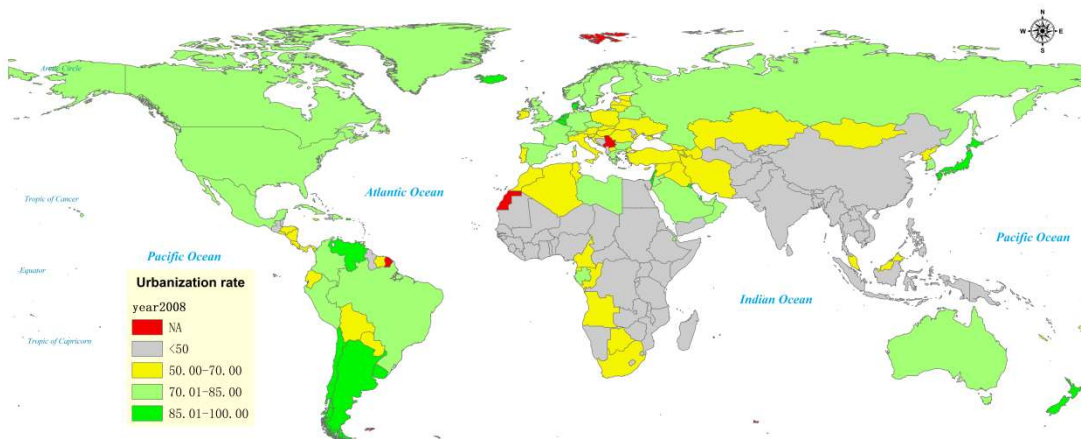 N
W E
S
Arctic Circle
Atlantic Ocean
Tropic of Cancer
Pacific Ocean
Pacific Ocean
Equator
Indian Ocean
Tropic of Capricorn
Urbanization rate
year2008
NA
<50
50.00-70.00
70.01-85.00
85.01-100.00